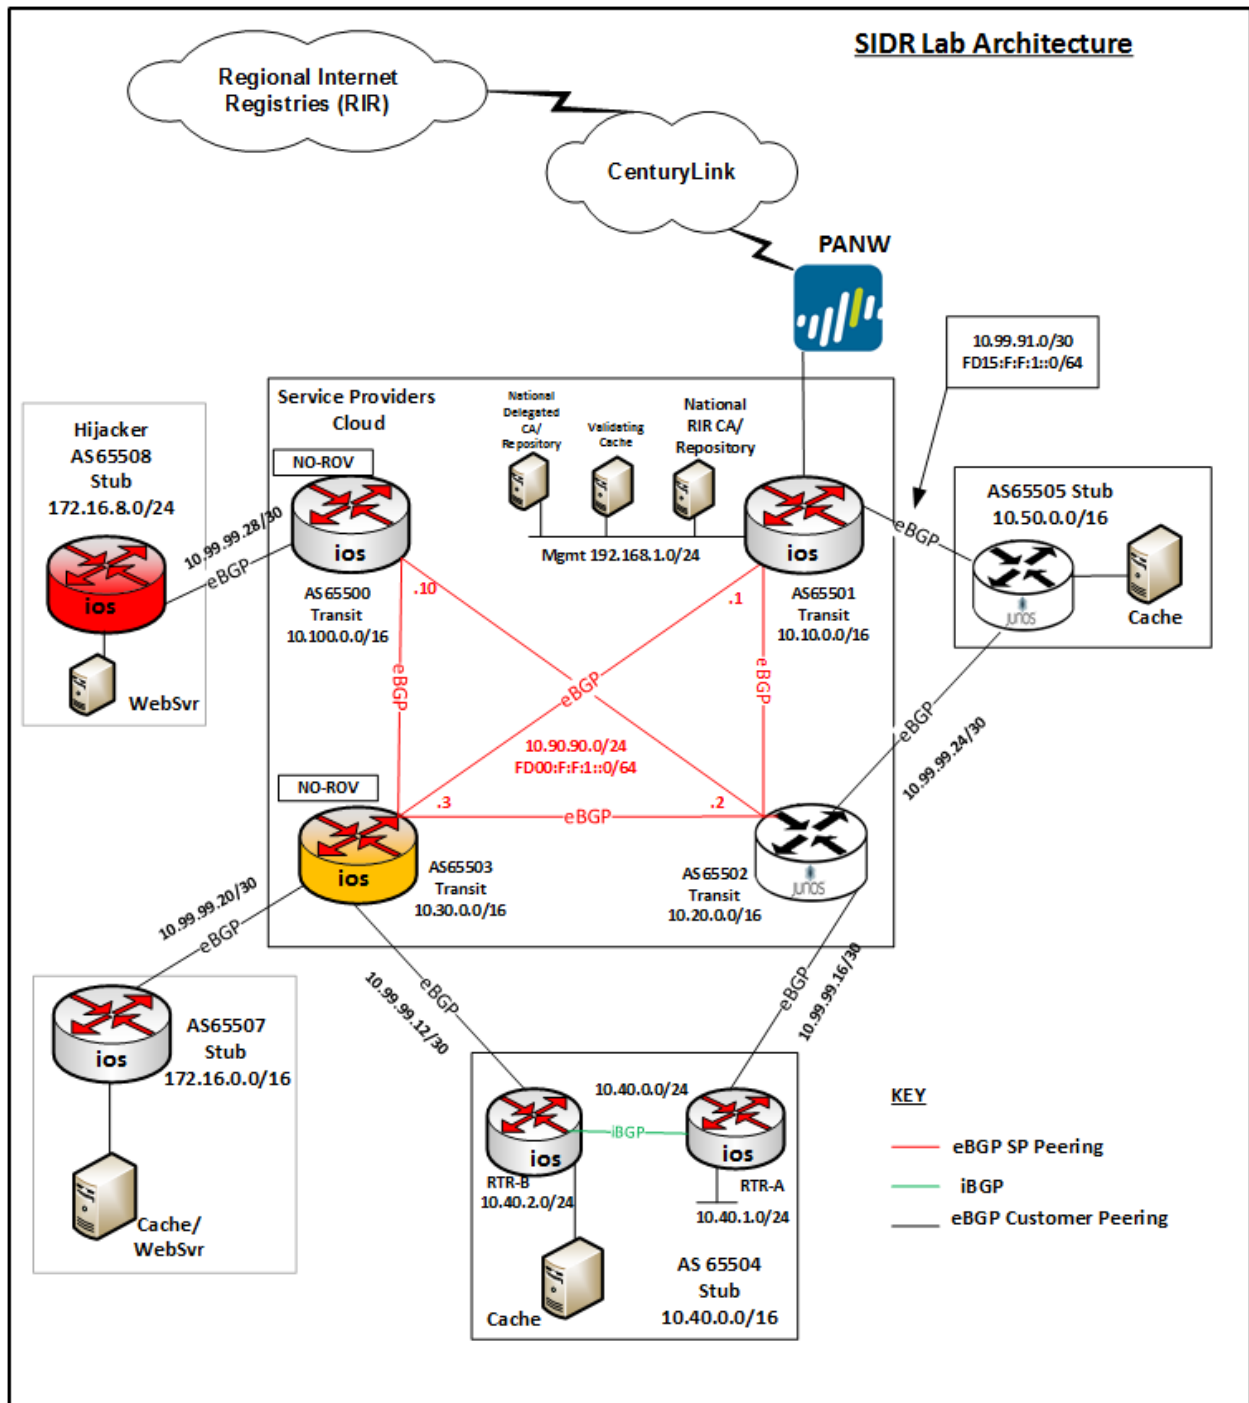 SIDR Lab Architecture
Regional Internet
Registries (RIR)
CenturyLink
PANW
10.99.91.0/30
FD15:F:F:1::0/64
Service Providers
Cloud
National
Delegated
CA/
Repository
Validating
Cache
National
RIR CA/
Repository
Hijacker
AS65508
Stub
172.16.8.0/24
NO-ROV
10.99.99.28/30
eBGP
ios
ios
WebSvr
AS65500
Transit
10.100.0.0/16
.10
Mgmt 192.168.1.0/24
ios
.1
AS65501
Transit
10.10.0.0/16
eBGP
AS65505 Stub
10.50.0.0/16
junos
Cache
eBGP
eBGP
eBGP
eBGP
10.99.99.24/30
10.90.90.0/24
FD00:F:F:1::0/64
NO-ROV
.3
eBGP
.2
ios
AS65503
Transit
10.30.0.0/16
AS65502
Transit
10.20.0.0/16
junos
10.99.99.20/30
eBGP
eBGP
10.99.99.12/30
eBGP
10.99.99.16/30
ios
AS65507
Stub
172.16.0.0/16
Cache/
WebSvr
10.40.0.0/24
iBGP
ios
ios
RTR-B
10.40.2.0/24
RTR-A
10.40.1.0/24
Cache
AS 65504
Stub
10.40.0.0/16
KEY
eBGP SP Peering
iBGP
eBGP Customer Peering